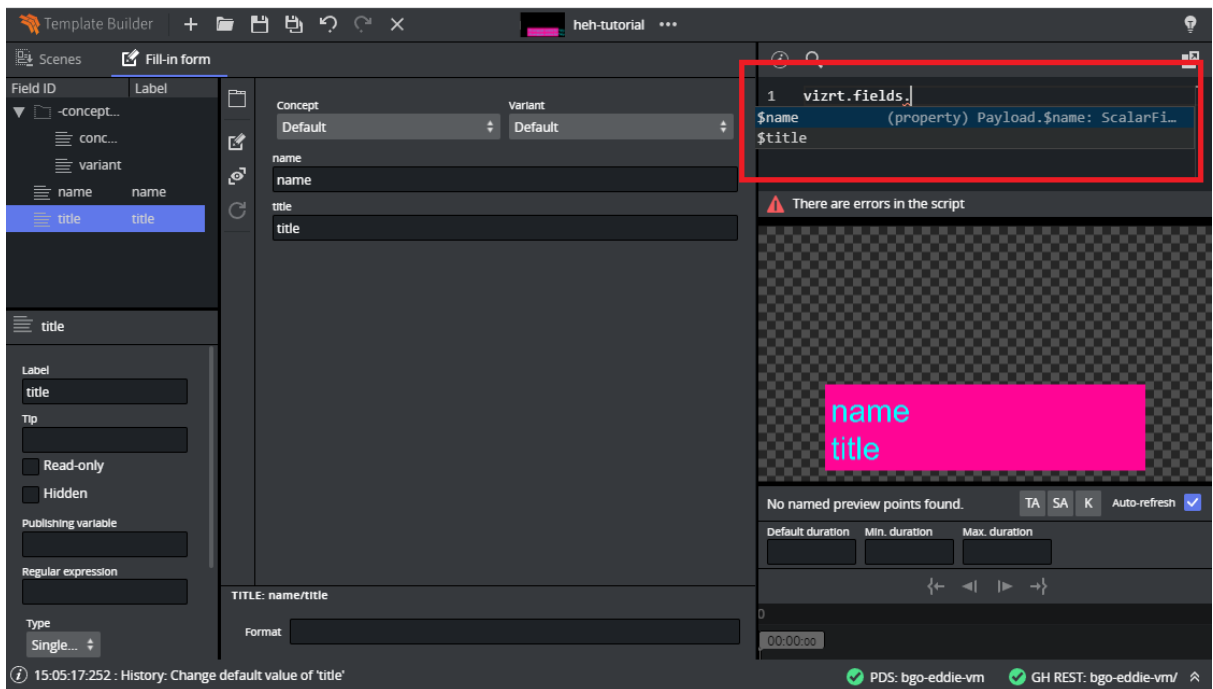 Template Builder
heh-tutorial •••
Scenes
Fill-in form
Field ID Label
-concept...
conc...
variant
name name
title title
title
Label
title
Tip
Read-only
Hidden
Publishing variable
Regular expression
Type
Single...
Concept
Variant
Default
Default
name
name
title
title
TITLE: name/title
Format
1 vizrt.fields.
$name (property) Payload.$name: ScalarFi…
$title
There are errors in the script
name
title
No named preview points found. TA SA K Auto-refresh
Default duration Min. duration Max. duration
0
00:00:00
15:05:17:252 : History: Change default value of 'title'
PDS: bgo-eddie-vm GH REST: bgo-eddie-vm/